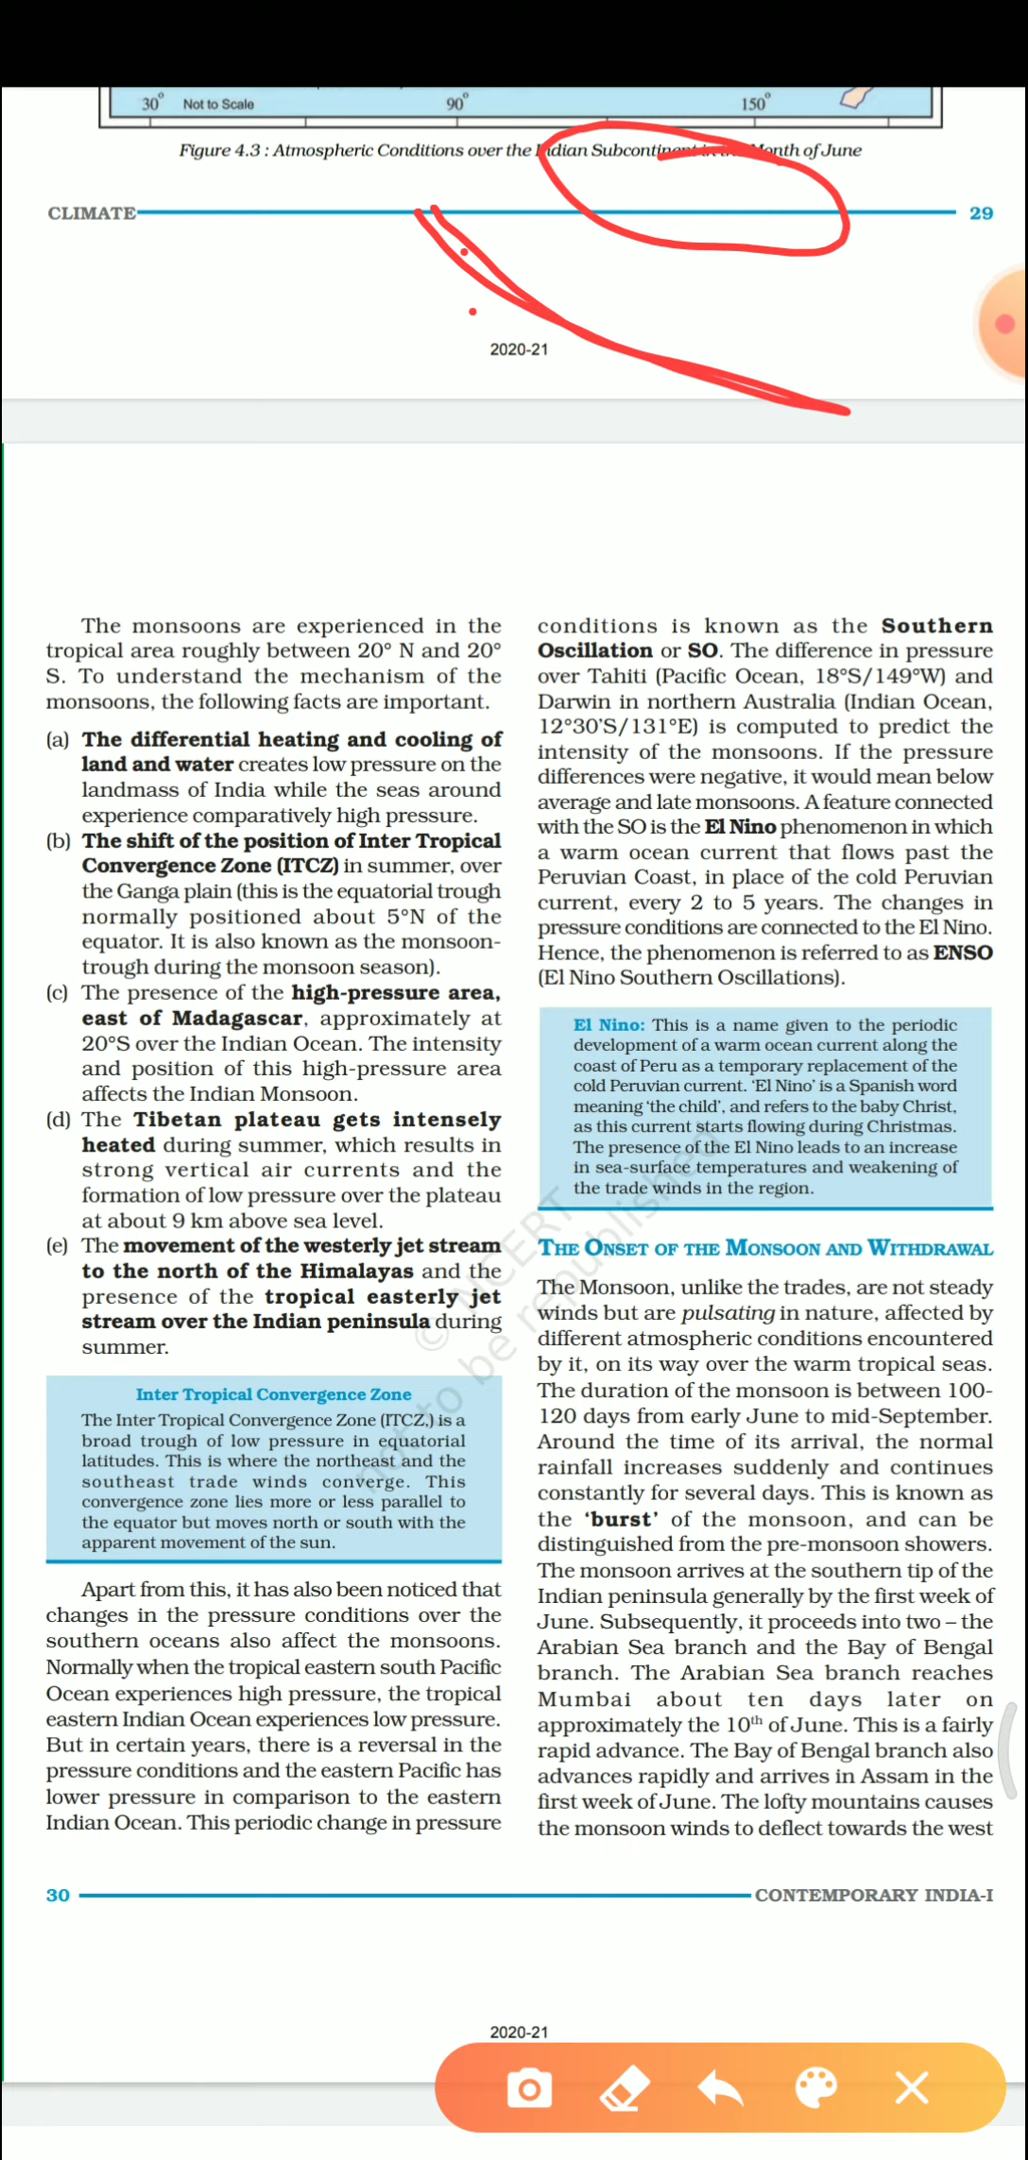 30° Not to Scale 90° 150°
Figure 4.3 : Atmospheric Conditions over the Indian Subcontinent in the Month of June
CLIMATE 29
2020-21
The monsoons are experienced in the
tropical area roughly between 20° N and 20°
S. To understand the mechanism of the
monsoons, the following facts are important.
(a) The differential heating and cooling of
land and water creates low pressure on the
landmass of India while the seas around
experience comparatively high pressure.
(b) The shift of the position of Inter Tropical
Convergence Zone (ITCZ) in summer, over
the Ganga plain (this is the equatorial trough
normally positioned about 5°N of the
equator. It is also known as the monsoon-
trough during the monsoon season).
(c) The presence of the high-pressure area,
east of Madagascar, approximately at
20°S over the Indian Ocean. The intensity
and position of this high-pressure area
affects the Indian Monsoon.
(d) The Tibetan plateau gets intensely
heated during summer, which results in
strong vertical air currents and the
formation of low pressure over the plateau
at about 9 km above sea level.
(e) The movement of the westerly jet stream
to the north of the Himalayas and the
presence of the tropical easterly jet
stream over the Indian peninsula during
summer.
Inter Tropical Convergence Zone
The Inter Tropical Convergence Zone (ITCZ,) is a
broad trough of low pressure in equatorial
latitudes. This is where the northeast and the
southeast trade winds converge. This
convergence zone lies more or less parallel to
the equator but moves north or south with the
apparent movement of the sun.
Apart from this, it has also been noticed that
changes in the pressure conditions over the
southern oceans also affect the monsoons.
Normally when the tropical eastern south Pacific
Ocean experiences high pressure, the tropical
eastern Indian Ocean experiences low pressure.
But in certain years, there is a reversal in the
pressure conditions and the eastern Pacific has
lower pressure in comparison to the eastern
Indian Ocean. This periodic change in pressure
conditions is known as the Southern
Oscillation or SO. The difference in pressure
over Tahiti (Pacific Ocean, 18°S/149°W) and
Darwin in northern Australia (Indian Ocean,
12°30'S/131°E) is computed to predict the
intensity of the monsoons. If the pressure
differences were negative, it would mean below
average and late monsoons. A feature connected
with the SO is the El Nino phenomenon in which
a warm ocean current that flows past the
Peruvian Coast, in place of the cold Peruvian
current, every 2 to 5 years. The changes in
pressure conditions are connected to the El Nino.
Hence, the phenomenon is referred to as ENSO
(El Nino Southern Oscillations).
El Nino: This is a name given to the periodic
development of a warm ocean current along the
coast of Peru as a temporary replacement of the
cold Peruvian current. ‘El Nino’ is a Spanish word
meaning ‘the child’, and refers to the baby Christ,
as this current starts flowing during Christmas.
The presence of the El Nino leads to an increase
in sea-surface temperatures and weakening of
the trade winds in the region.
THE ONSET OF THE MONSOON AND WITHDRAWAL
The Monsoon, unlike the trades, are not steady
winds but are pulsating in nature, affected by
different atmospheric conditions encountered
by it, on its way over the warm tropical seas.
The duration of the monsoon is between 100-
120 days from early June to mid-September.
Around the time of its arrival, the normal
rainfall increases suddenly and continues
constantly for several days. This is known as
the ‘burst’ of the monsoon, and can be
distinguished from the pre-monsoon showers.
The monsoon arrives at the southern tip of the
Indian peninsula generally by the first week of
June. Subsequently, it proceeds into two – the
Arabian Sea branch and the Bay of Bengal
branch. The Arabian Sea branch reaches
Mumbai about ten days later on
approximately the 10th of June. This is a fairly
rapid advance. The Bay of Bengal branch also
advances rapidly and arrives in Assam in the
first week of June. The lofty mountains causes
the monsoon winds to deflect towards the west
© NCERT
not to be republished
30 CONTEMPORARY INDIA-I
2020-21